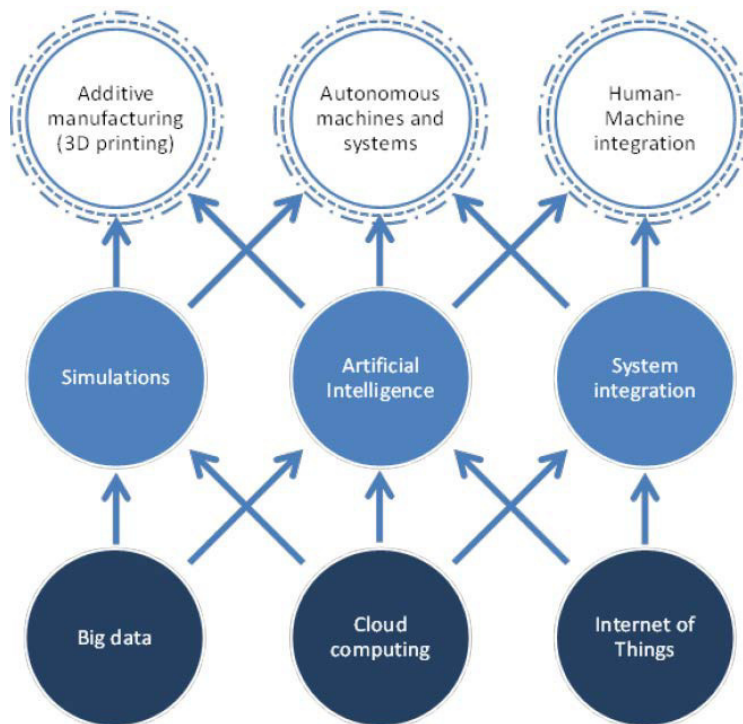 Additive
manufacturing
(3D printing)
Autonomous
machines and
systems
Human-
Machine
integration
Simulations
Artificial
Intelligence
System
integration
Big data
Cloud
computing
Internet of
Things